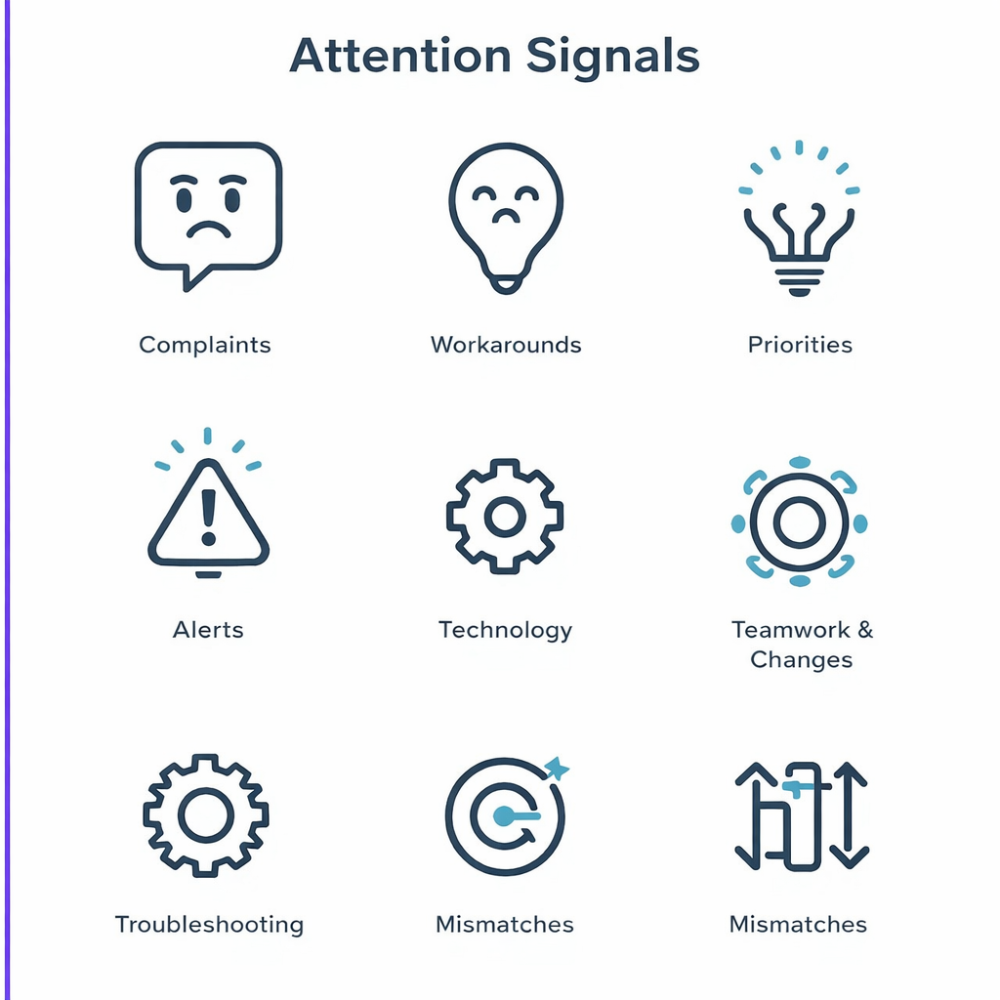 Attention Signals
Complaints
Workarounds
Priorities
!
Alerts
Technology
Teamwork &
Changes
Troubleshooting
Mismatches
Mismatches